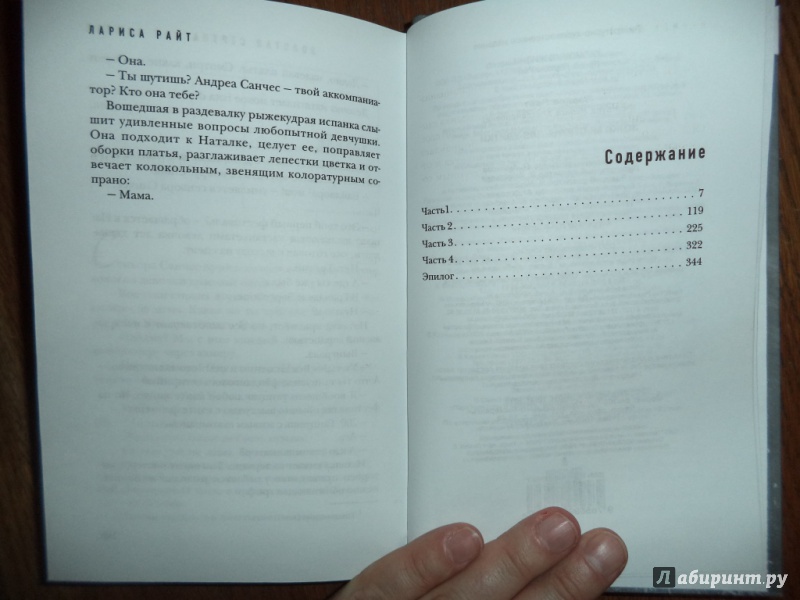 ЛАРИСА РАЙТ
— Она.
— Ты шутишь? Андреа Санчес — твой аккомпаниа-
тор? Кто она тебе?
Вошедшая в раздевалку рыжекудрая испанка слы-
шит удивленные вопросы любопытной девчушки.
Она подходит к Наталке, целует ее, поправляет
оборки платья, разглаживает лепестки цветка и от-
вечает колокольным, звенящим колоратурным со-
прано:
— Мама.
Содержание
Часть 1. 7
Часть 2. 119
Часть 3. 225
Часть 4. 322
Эпилог. 344
Лабиринт.ру